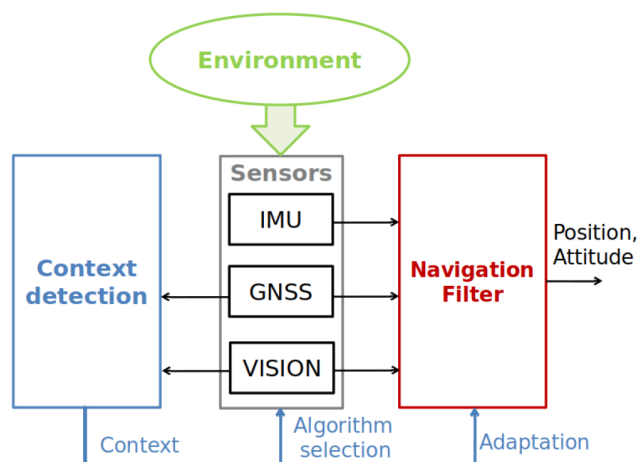 Environment
Sensors
IMU
Context
detection
GNSS
Navigation
Filter
Position,
Attitude
VISION
Context
Algorithm
selection
Adaptation